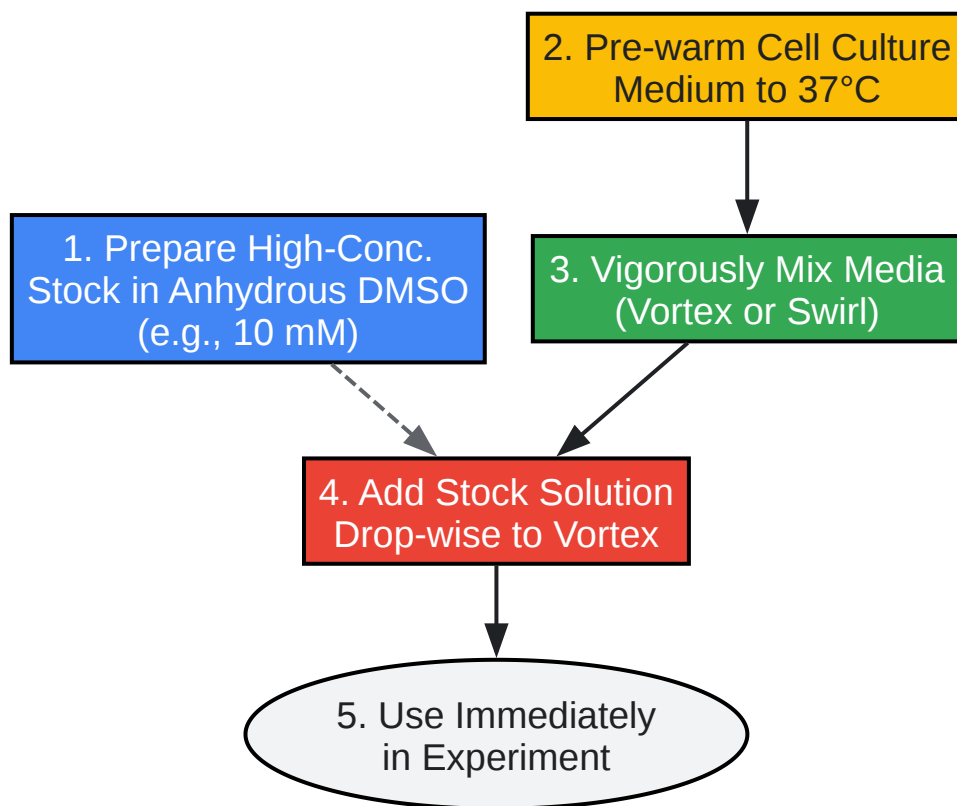 2. Pre-warm Cell Culture
Medium to 37°C
1. Prepare High-Conc.
Stock in Anhydrous DMSO
(e.g., 10 mM)
3. Vigorously Mix Media
(Vortex or Swirl)
4. Add Stock Solution
Drop-wise to Vortex
5. Use Immediately
in Experiment